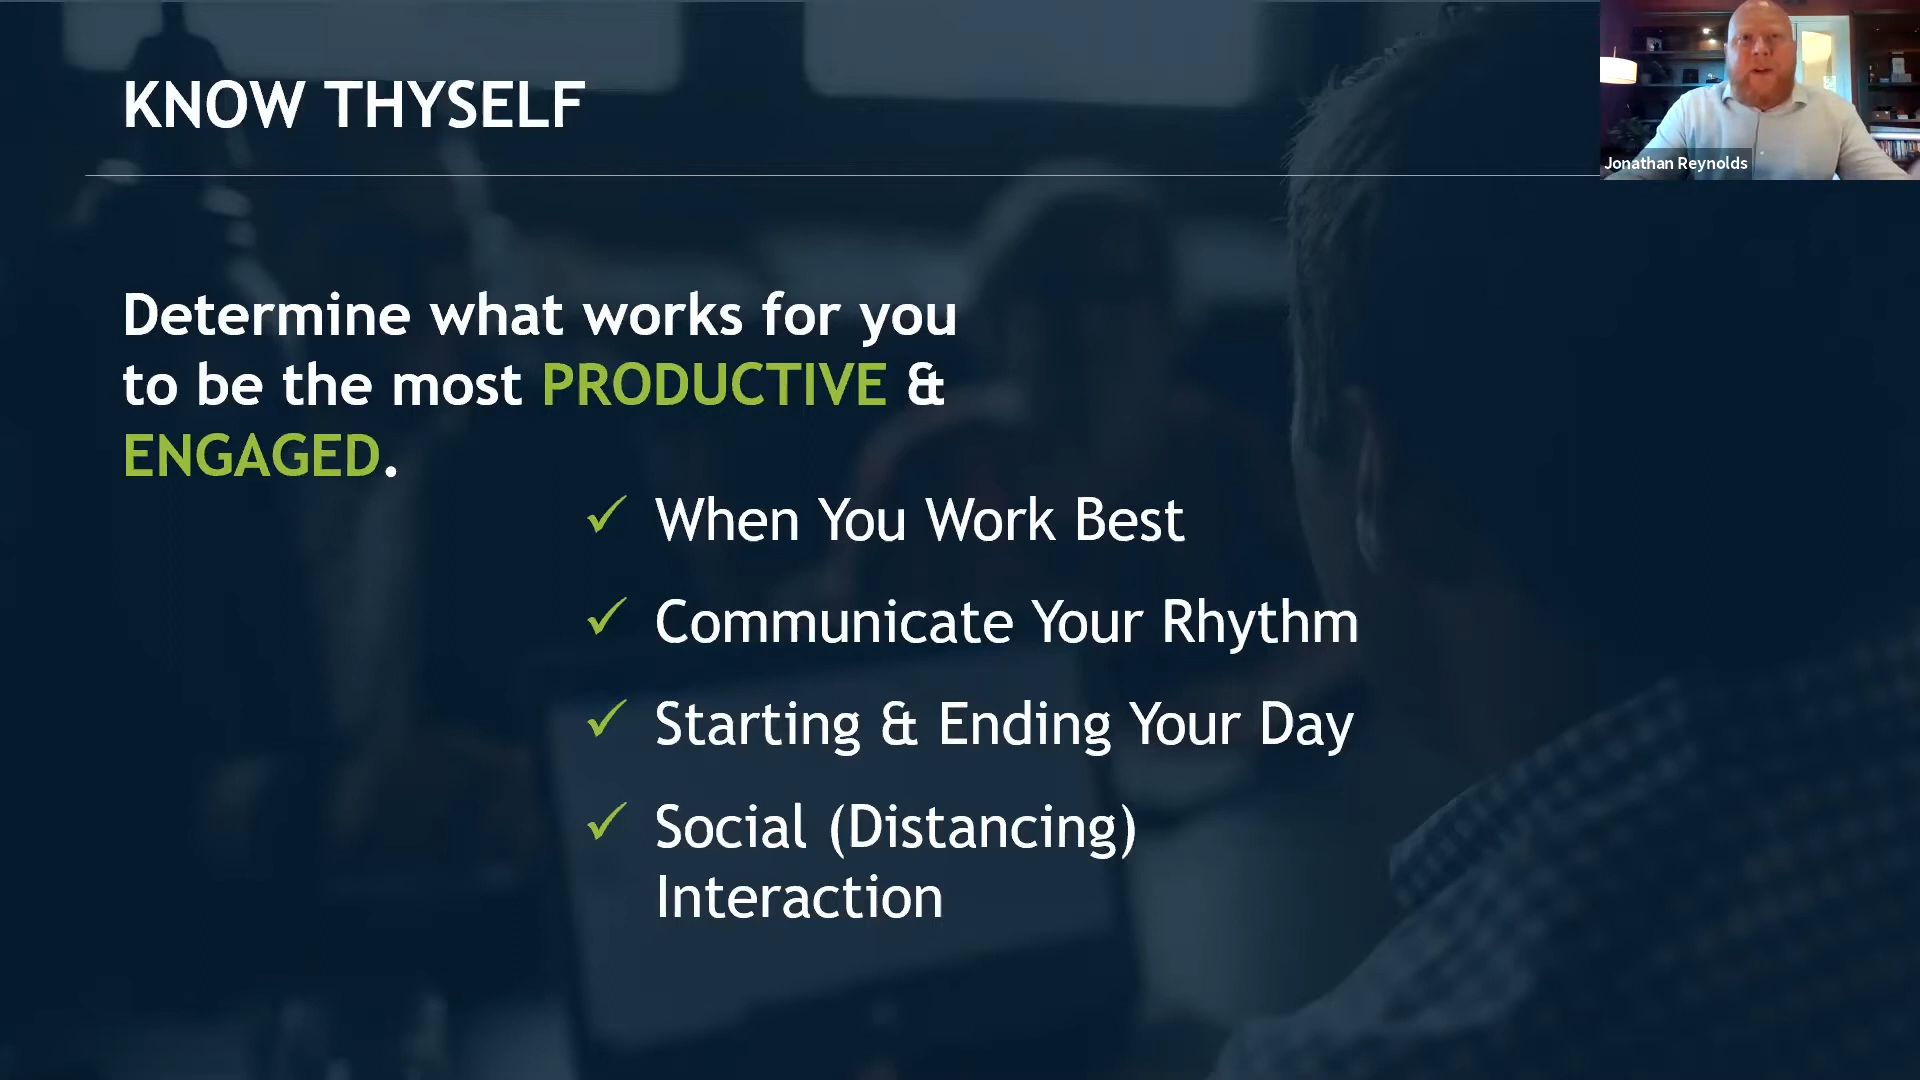 KNOW THYSELF
Jonathan Reynolds
Determine what works for you
to be the most PRODUCTIVE &
ENGAGED.
✓ When You Work Best
✓ Communicate Your Rhythm
✓ Starting & Ending Your Day
✓ Social (Distancing)
Interaction